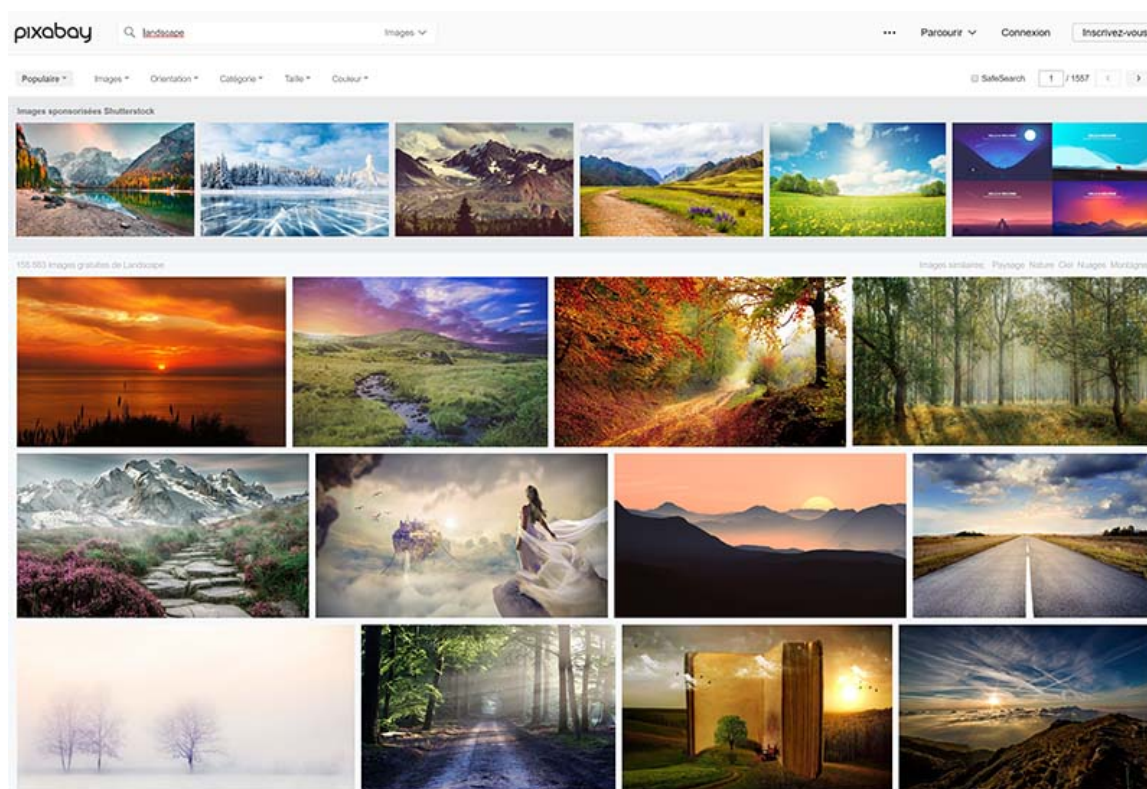 pixabay landscape Images ... Parcourir Connexion Inscrivez-vous
Populaire Images Orientation Catégorie Taille Couleur SafeSearch 1 / 1557
Images sponsorisées Shutterstock
Images gratuites de Landscape Images similaires: Paysage Nature Ciel Nuages Montagne